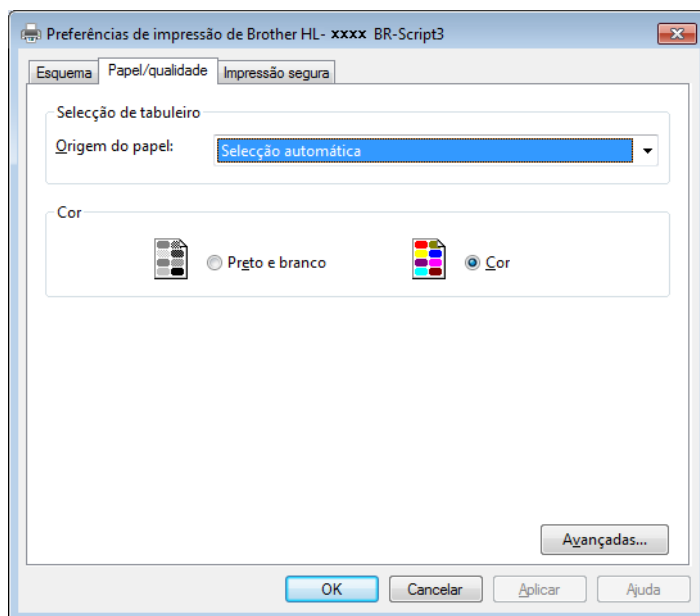 Preferências de impressão de Brother HL- xxxx BR-Script3
Esquema Papel/qualidade Impressão segura
Selecção de tabuleiro
Origem do papel: Selecção automática
Cor
Preto e branco Cor
Avançadas...
OK Cancelar Aplicar Ajuda